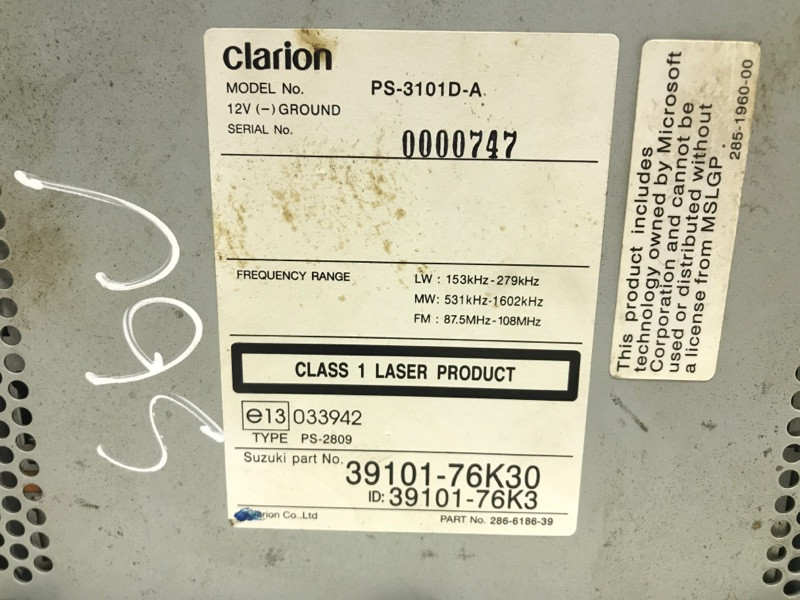 clarion
MODEL No. PS-3101D-A
12V (-) GROUND
SERIAL No. 0000747
FREQUENCY RANGE LW : 153kHz-279kHz
MW: 531kHz-1602kHz
FM : 87.5MHz-108MHz
CLASS 1 LASER PRODUCT
e13 033942
TYPE PS-2809
Suzuki part No. 39101-76K30
ID: 39101-76K3
Clarion Co.,Ltd PART No. 286-6186-39
This product includes
technology owned by Microsoft
Corporation and cannot be
used or distributed without
a license from MSLGP.
285-1960-00